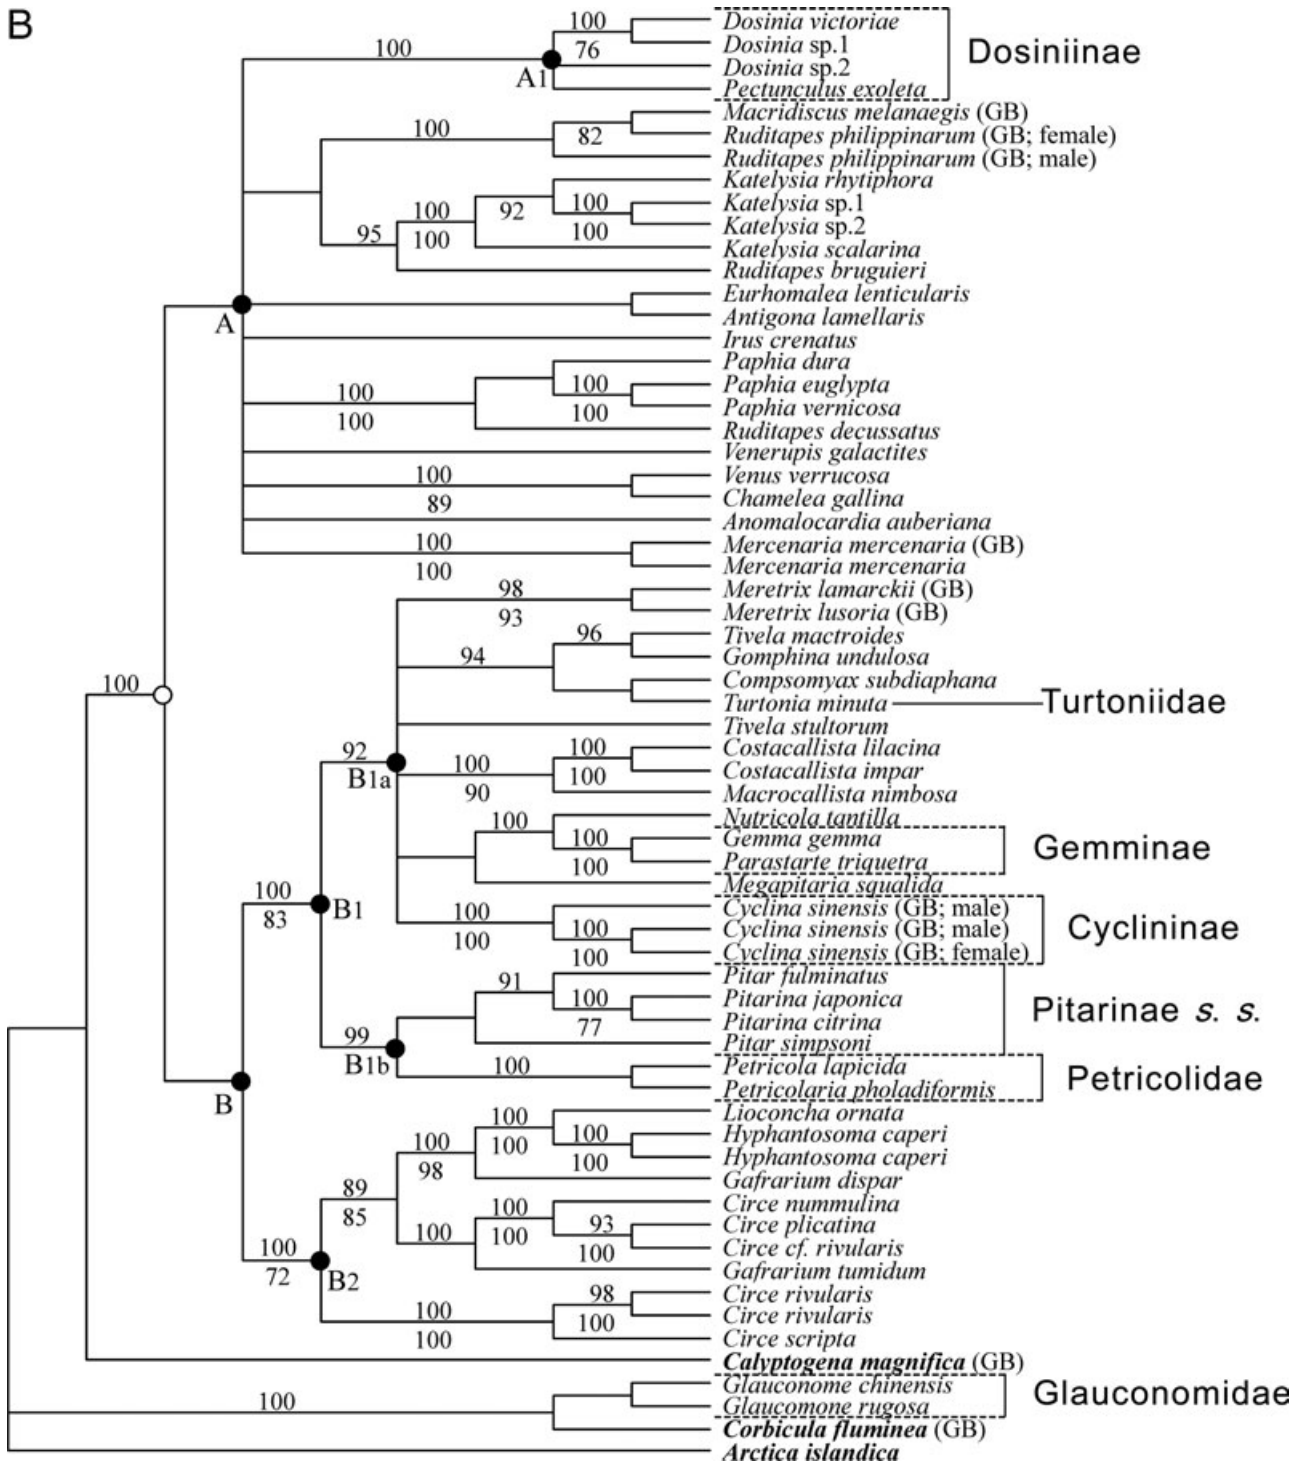 B
100
Dosinia victoriae
Dosiniinae
100
76
Dosinia sp.1
A1
Dosinia sp.2
Pectunculus exoleta
Macridiscus melanaegis (GB)
100
82
Ruditapes philippinarum (GB; female)
Ruditapes philippinarum (GB; male)
Katelysia rhytiphora
100
92
100
Katelysia sp.1
95
100
100
Katelysia sp.2
Katelysia scalarina
Ruditapes bruguieri
Eurhomalea lenticularis
A
Antigona lamellaris
Irus crenatus
Paphia dura
100
100
Paphia euglypta
100
100
Paphia vernicosa
Ruditapes decussatus
Venerupis galactites
100
Venus verrucosa
89
Chamelea gallina
Anomalocardia auberiana
100
Mercenaria mercenaria (GB)
100
Mercenaria mercenaria
98
Meretrix lamarckii (GB)
93
Meretrix lusoria (GB)
96
Tivela mactroides
94
Gomphina undulosa
Compsomyax subdiaphana
100
Turtonia minuta
Turtoniidae
Tivela stultorum
92
100
Costacallista lilacina
B1a
100
100
Costacallista impar
90
Macrocallista nimbosa
100
Nutricola tantilla
100
Gemma gemma
Gemminae
100
Parastarte triquetra
100
Megapitaria squalida
83
B1
100
Cyclina sinensis (GB; male)
100
100
Cyclina sinensis (GB; male)
Cyclininae
100
Cyclina sinensis (GB; female)
91
Pitar fulminatus
100
Pitarina japonica
Pitarinae s. s.
99
77
Pitarina citrina
B1b
Pitar simpsoni
100
Petricola lapicida
Petricolidae
B
Petricolaria pholadiformis
100
Lioconcha ornata
100
100
100
Hyphantosoma caperi
98
100
Hyphantosoma caperi
89
Gafrarium dispar
85
100
Circe nummulina
100
100
93
Circe plicatina
100
100
Circe cf. rivularis
72
B2
Gafrarium tumidum
98
Circe rivularis
100
100
Circe rivularis
100
Circe scripta
Calyptogena magnifica (GB)
Glauconome chinensis
Glauconomidae
100
Glaucomone rugosa
Corbicula fluminea (GB)
Arctica islandica